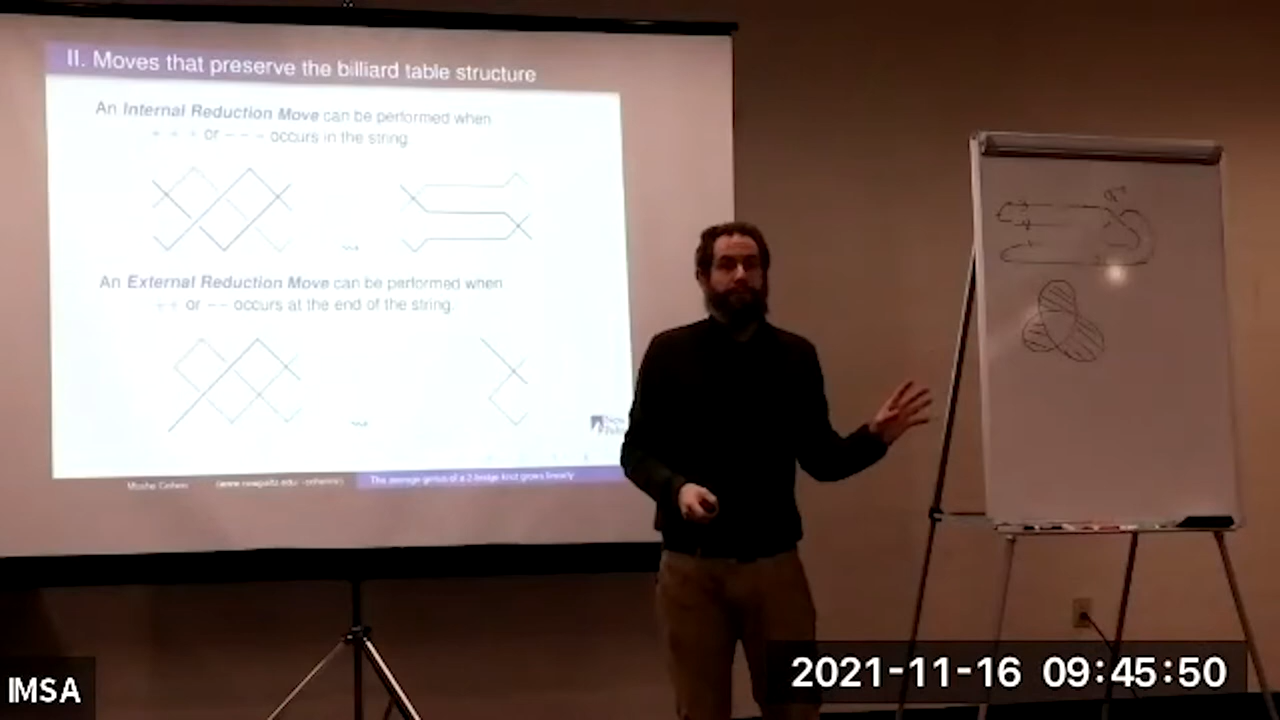 II. Moves that preserve the billiard table structure
An Internal Reduction Move can be performed when
+ + + or − − − occurs in the string.
An External Reduction Move can be performed when
++ or −− occurs at the end of the string.
Moshe Cohen
The average genus of a 2-bridge knot grows linearly
IMSA
2021-11-16 09:45:50